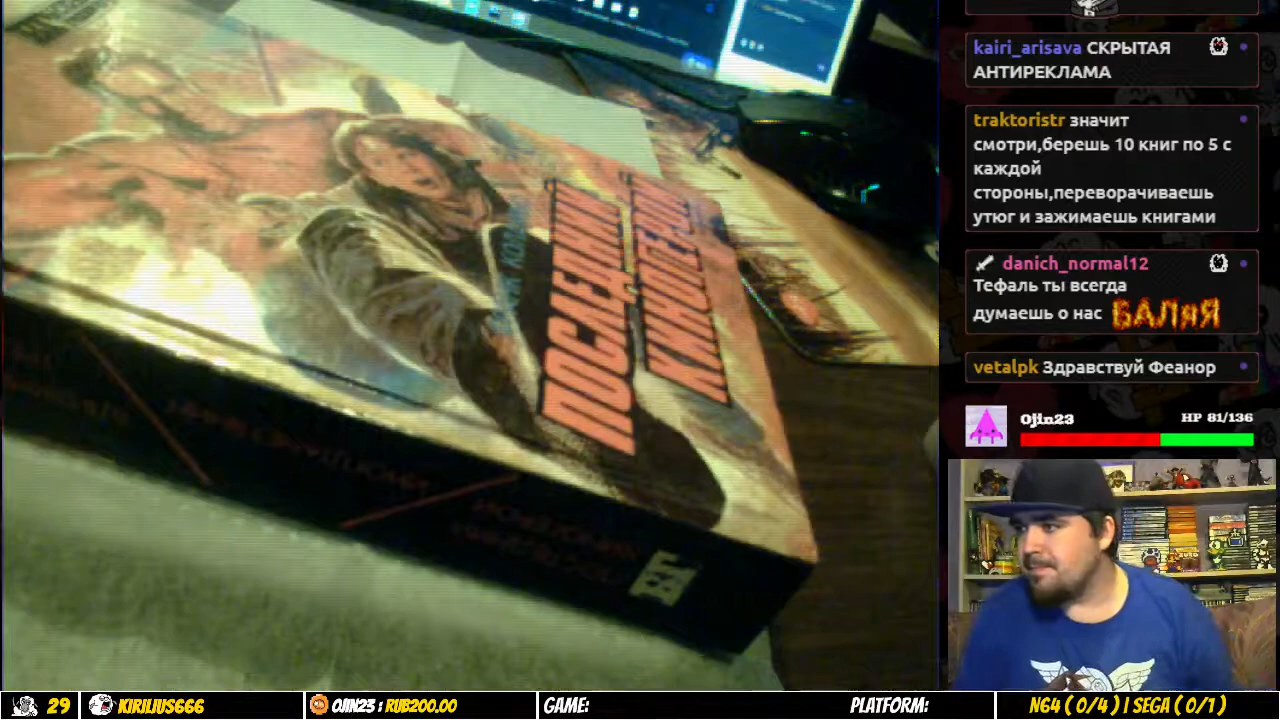 ПОСЛЕДНИЙ
КИНОГЕРОЙ
kairi_arisava СКРЫТАЯ
АНТИРЕКЛАМА
traktoristr значит
смотри,берешь 10 книг по 5 с
каждой
стороны,переворачиваешь
утюг и зажимаешь книгами
danich_normal12
Тефаль ты всегда
думаешь о нас БАЛЯЯ
vetalpk Здравствуй Феанор
Ojin23 HP 81/136
29
KIRILIUS666
OJIN23 : RUB200.00
GAME:
PLATFORM:
N64 ( 0/4 ) | SEGA ( 0/1 )